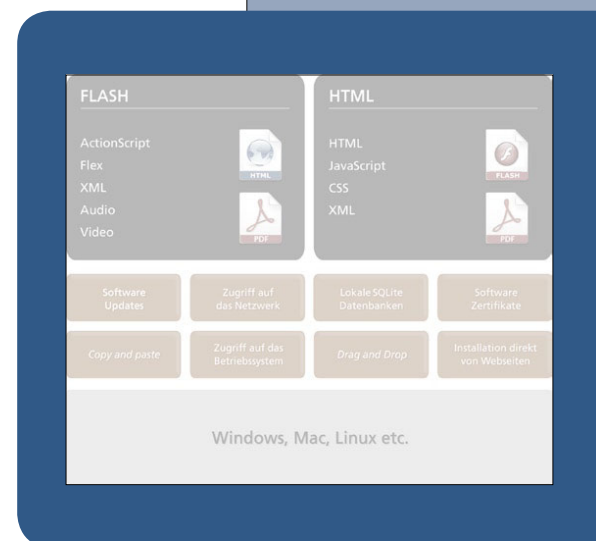 FLASH
ActionScript
Flex
XML
Audio
Video
HTML
PDF
HTML
HTML
JavaScript
CSS
XML
FLASH
PDF
Software
Updates
Zugriff auf
das Netzwerk
Lokale SQLite
Datenbanken
Software
Zertifikate
Copy and paste
Zugriff auf das
Betriebssystem
Drag and Drop
Installation direkt
von Webseiten
Windows, Mac, Linux etc.